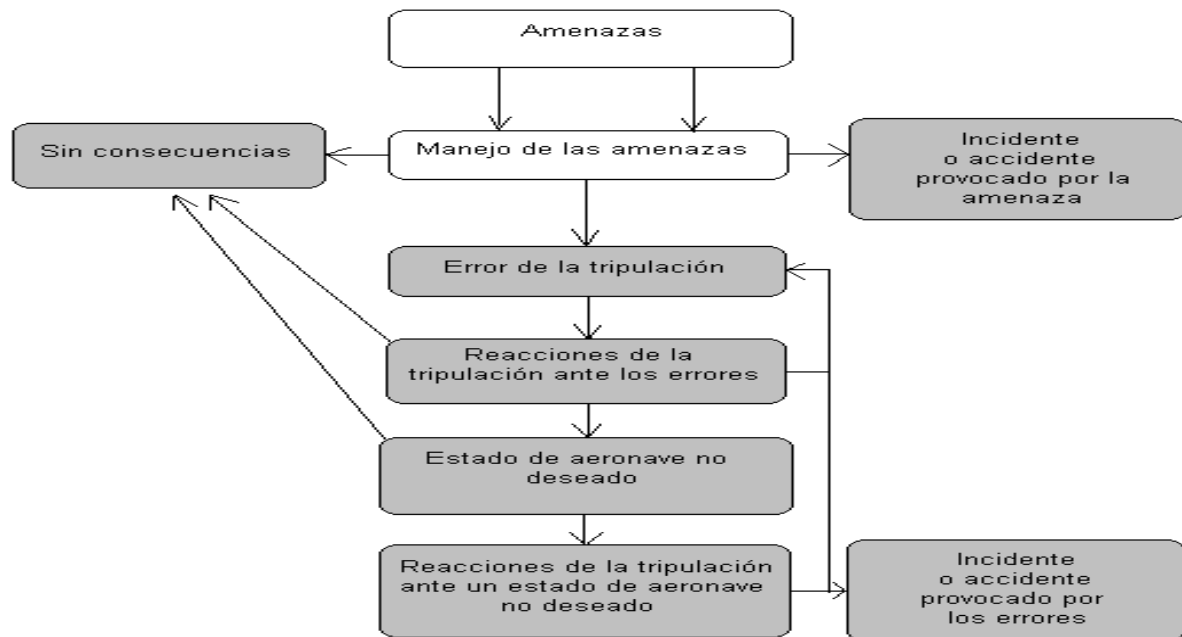 Amenazas
Sin consecuencias
Manejo de las amenazas
Incidente
o accidente
provocado por la
amenaza
Error de la tripulación
Reacciones de la
tripulación ante los errores
Estado de aeronave no
deseado
Reacciones de la tripulación
ante un estado de aeronave
no deseado
Incidente
o accidente
provocado por
los errores